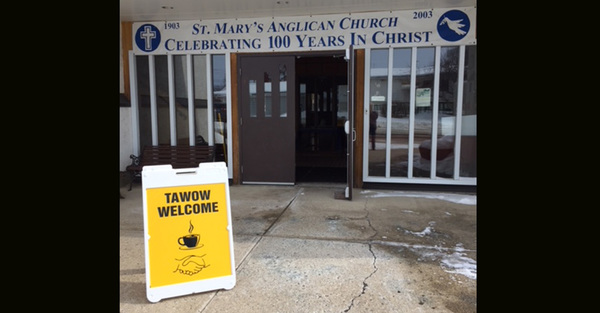 1903 ST. MARY'S ANGLICAN CHURCH 2003
CELEBRATING 100 YEARS IN CHRIST
TAWOW
WELCOME